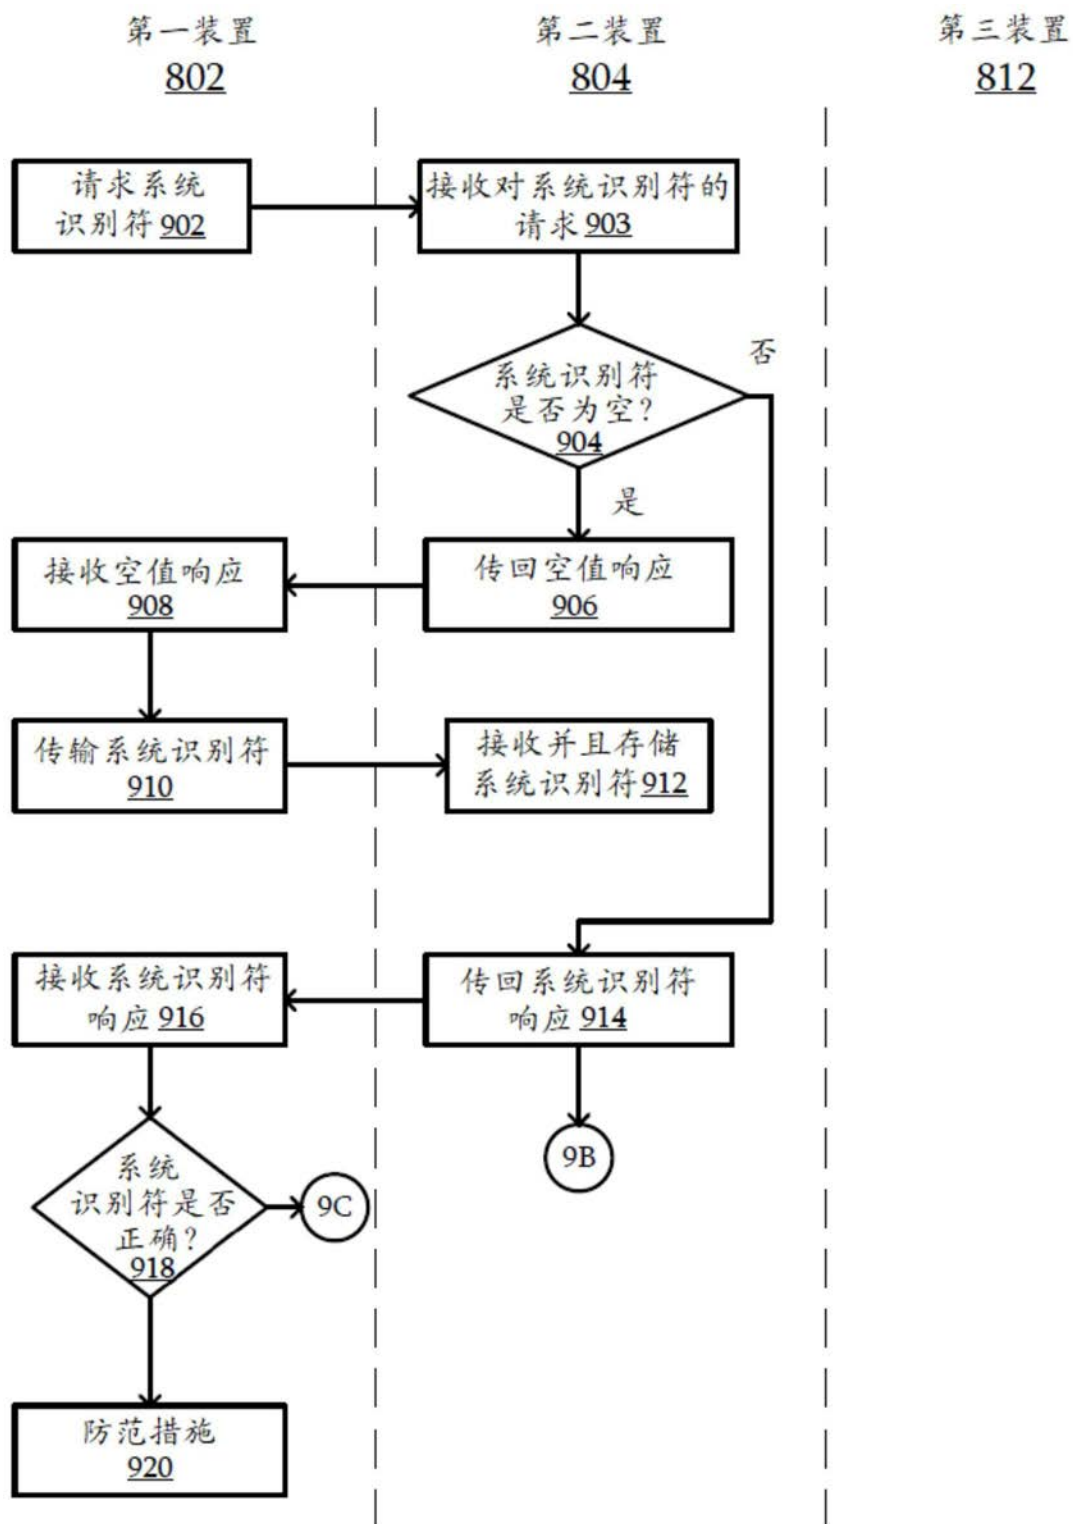 第一装置
802
第二装置
804
第三装置
812
请求系统
识别符 902
接收对系统识别符的
请求 903
系统识别符
是否为空?
904
否
是
接收空值响应
908
传回空值响应
906
传输系统识别符
910
接收并且存储
系统识别符 912
接收系统识别符
响应 916
传回系统识别符
响应 914
9B
系统
识别符是否
正确?
918
9C
防范措施
920